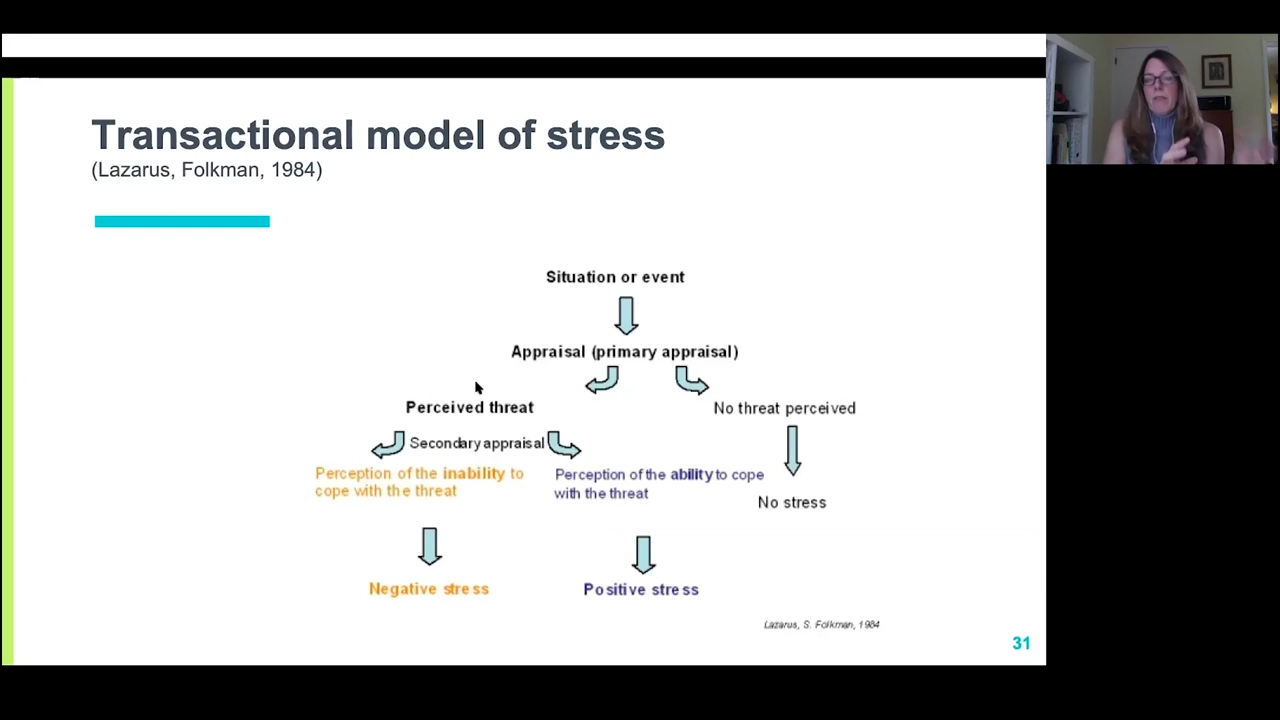 Transactional model of stress
(Lazarus, Folkman, 1984)
Situation or event
Appraisal (primary appraisal)
Perceived threat
No threat perceived
Secondary appraisal
Perception of the inability to
cope with the threat
Perception of the ability to cope
with the threat
No stress
Negative stress
Positive stress
Lazarus, S. Folkman, 1984
31